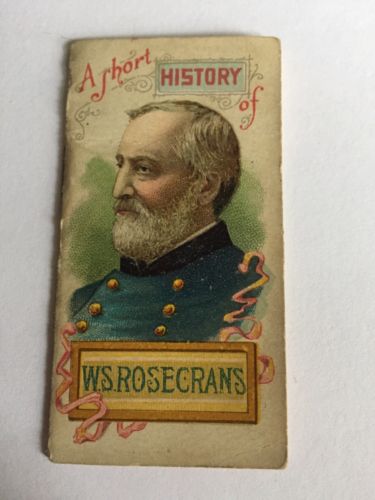 A short
HISTORY
of
W.S.ROSECRANS